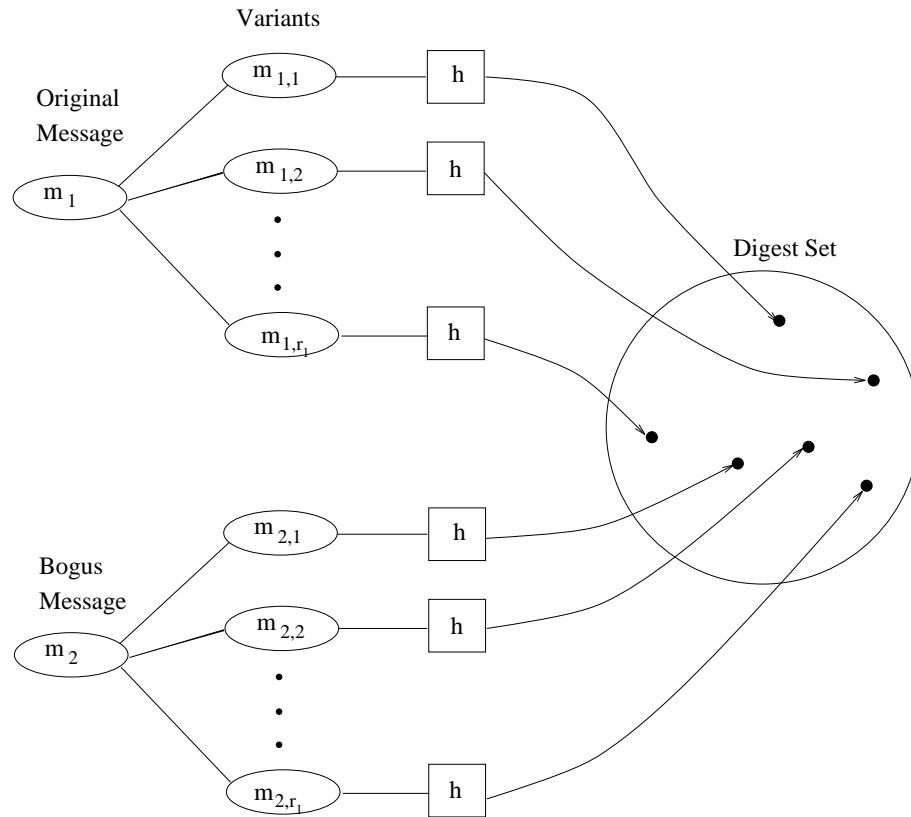 Variants
m 1,1
h
Original
Message
m 1,2
h
m 1
Digest Set
m 1,r1
h
m 2,1
h
Bogus
Message
m 2,2
h
m 2
m 2,r1
h